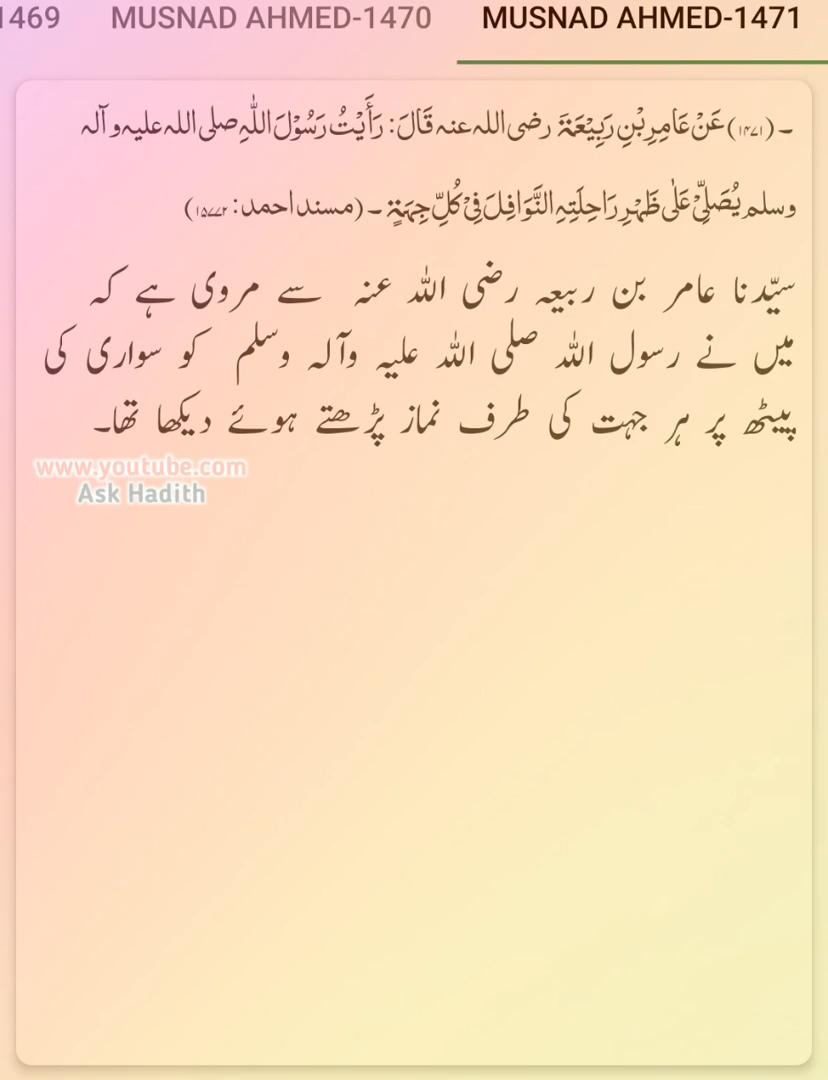 1469 MUSNAD AHMED-1470 MUSNAD AHMED-1471
۔ (۱۴۷۱) عَنْ عَامِرِ بْنِ رَبِیْعَۃَ ‌رضی ‌اللہ ‌عنہ قَالَ: رَأَیْتُ رَسُوْلَ اللّٰہِ ‌صلی ‌اللہ ‌علیہ ‌وآلہ
‌وسلم یُصَلِّیْ عَلٰی ظَہْرِ رَاحِلَتِہِ النَّوَافِلَ فِیْ کُلِّ جِہَۃٍ۔ (مسند احمد: ۱۵۷۷۲)
سیّدنا عامر بن ربیعہ رضی اللہ عنہ سے مروی ہے کہ
میں نے رسول اللہ صلی اللہ علیہ وآلہ وسلم کو سواری کی
پیٹھ پر ہر جہت کی طرف نماز پڑھتے ہوئے دیکھا تھا۔
www.youtube.com
Ask Hadith